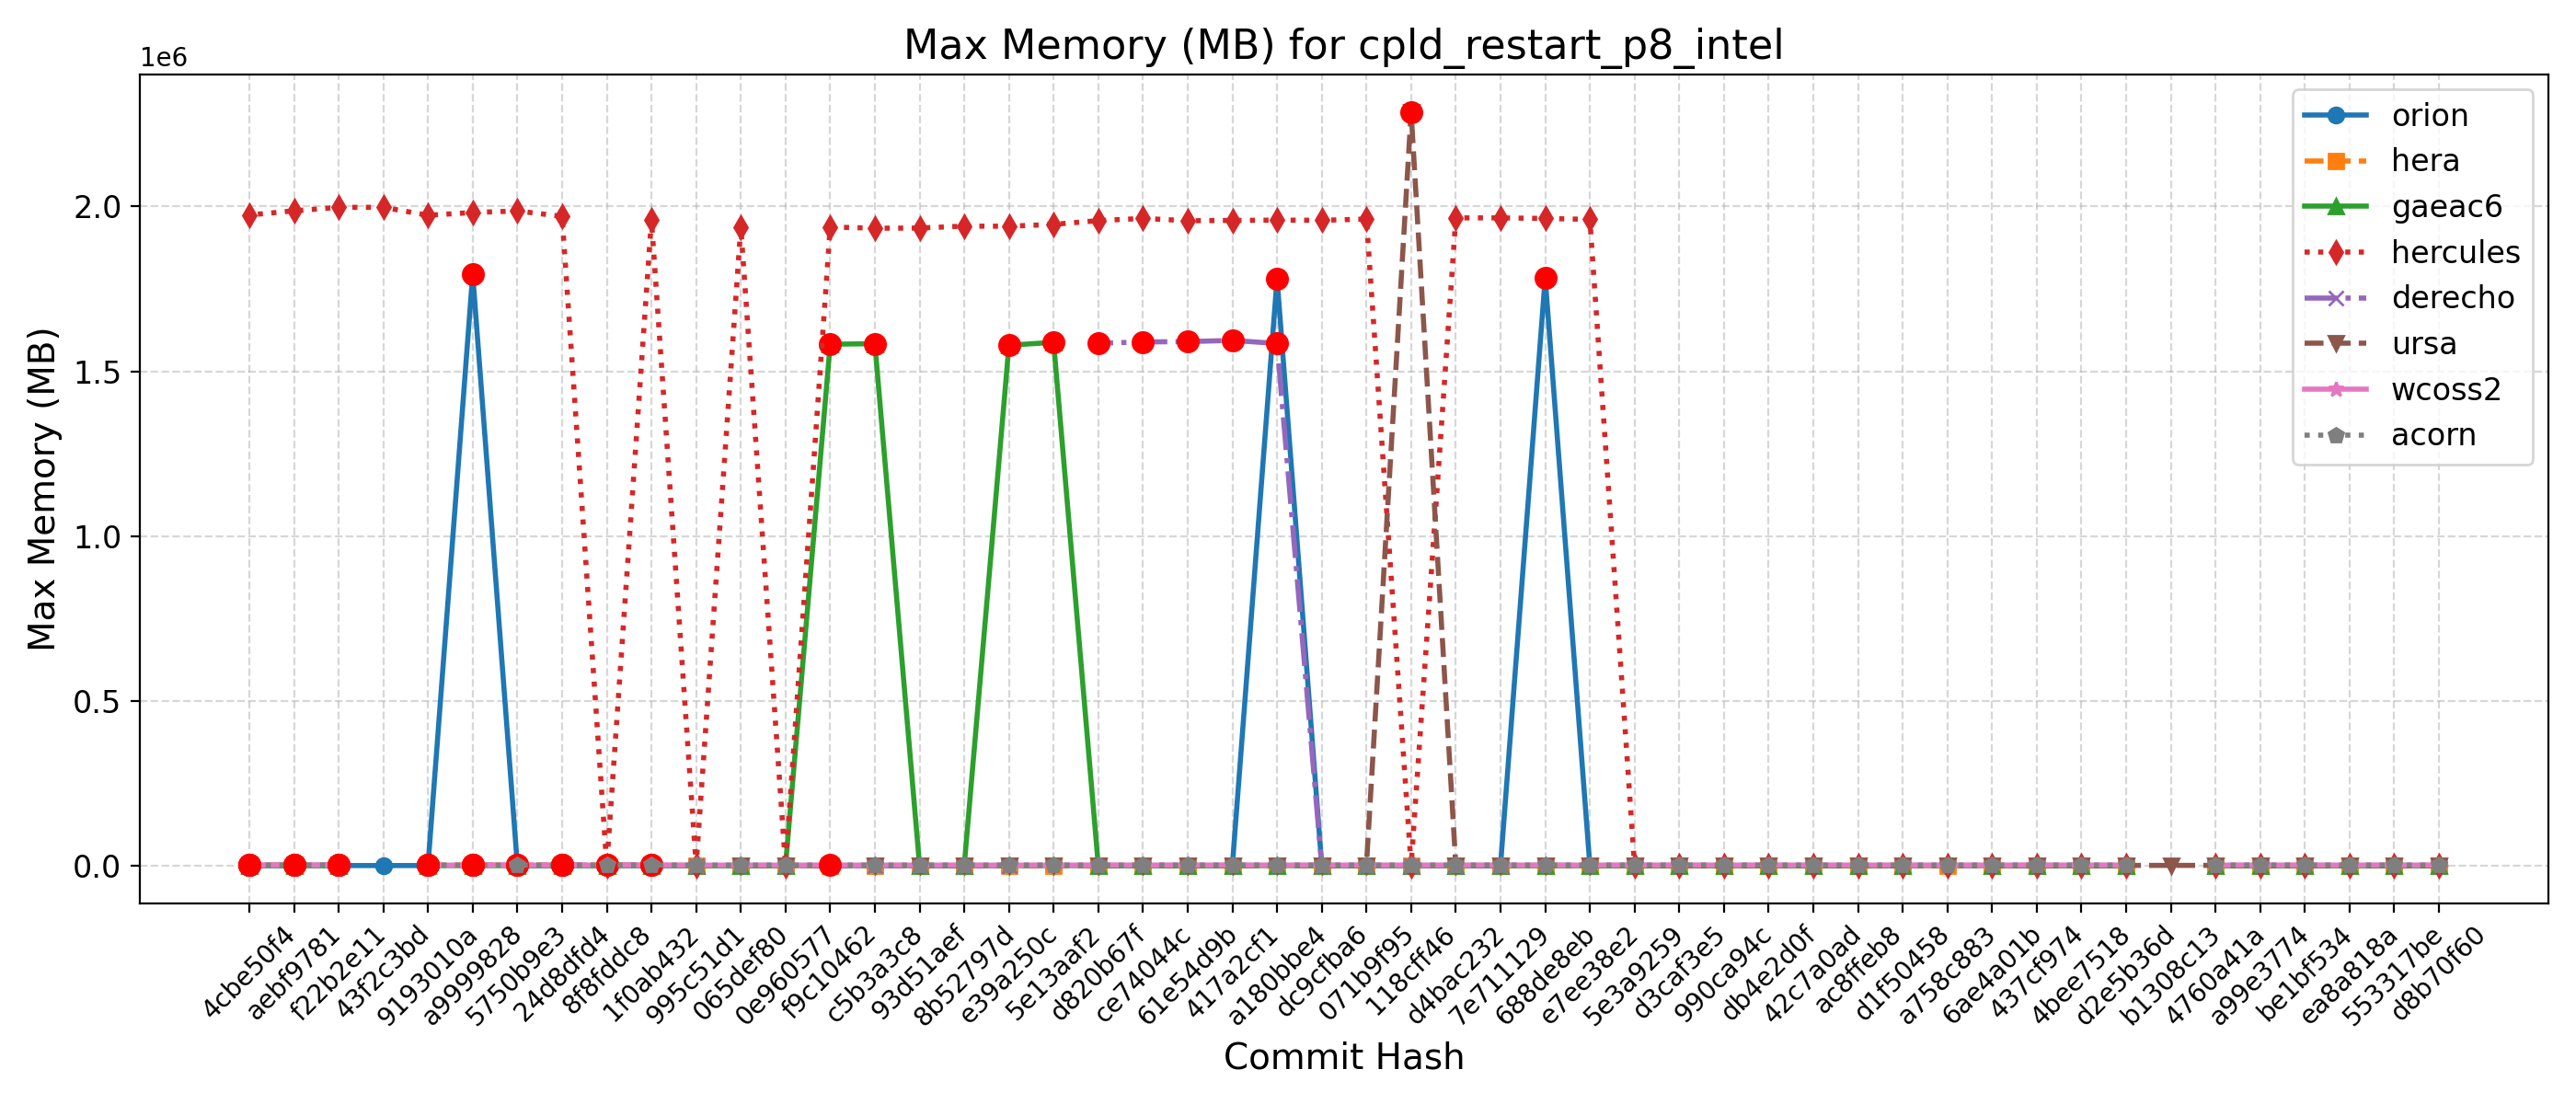 Max Memory (MB) for cpld_restart_p8_intel
1e6
2.0
1.5
1.0
0.5
0.0
Max Memory (MB)
orion
hera
gaeac6
hercules
derecho
ursa
wcoss2
acorn
4cbe50f4
aebf9781
f22b2e11
43f2c3bd
9193010a
a9999828
5750b9e3
24d8dfd4
8f8fddc8
1f0ab432
995c51d1
065def80
0e960577
f9c10462
c5b3a3c8
93d51aef
8b52797d
e39a250c
5e13aaf2
d820b67f
ce74044c
61e54d9b
417a2cf1
a180bbe4
dc9cfba6
071b9f95
118cff46
d4bac232
7e711129
688de8eb
e7ee38e2
5e3a9259
d3caf3e5
990ca94c
db4e2d0f
42c7a0ad
ac8ffeb8
d1f50458
a758c883
6ae4a01b
437cf974
4bee7518
d2e5b36d
b1308c13
4760a41a
a99e3774
be1bf534
ea8a818a
553317be
d8b70f60
Commit Hash